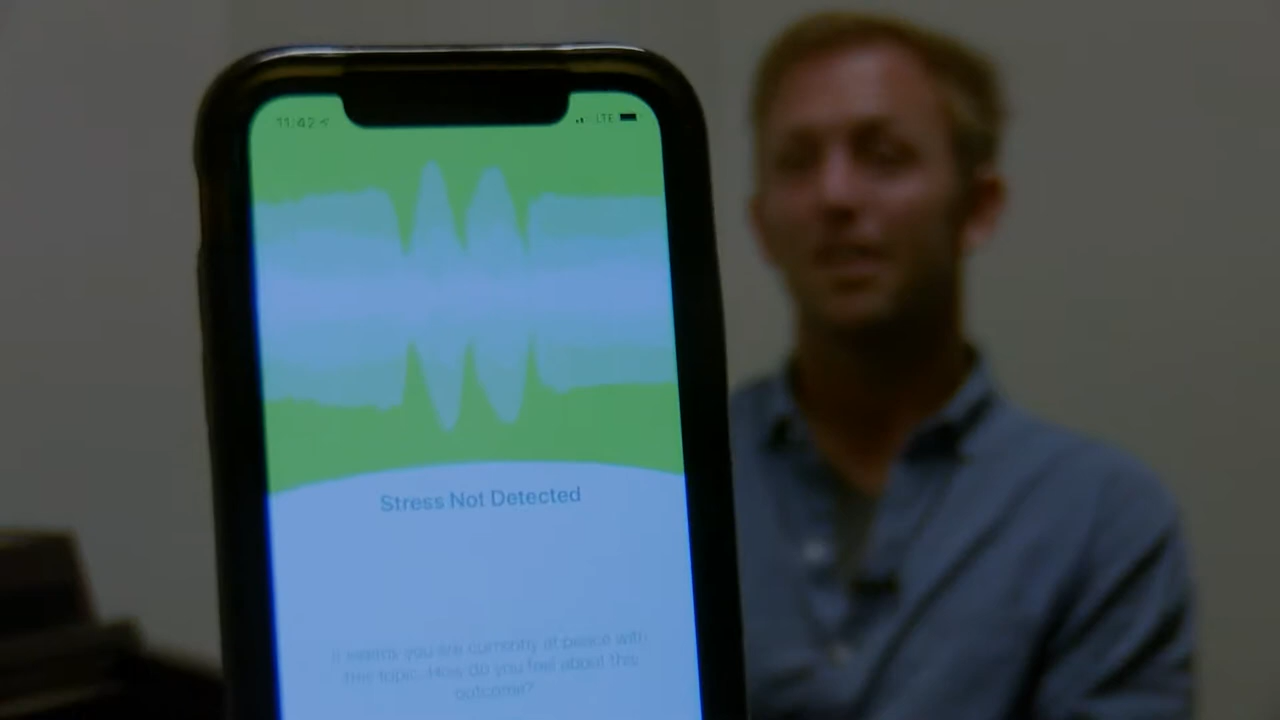 11:42
LTE
Stress Not Detected
It seems you are currently at peace with
this topic. How do you feel about this
outcome?